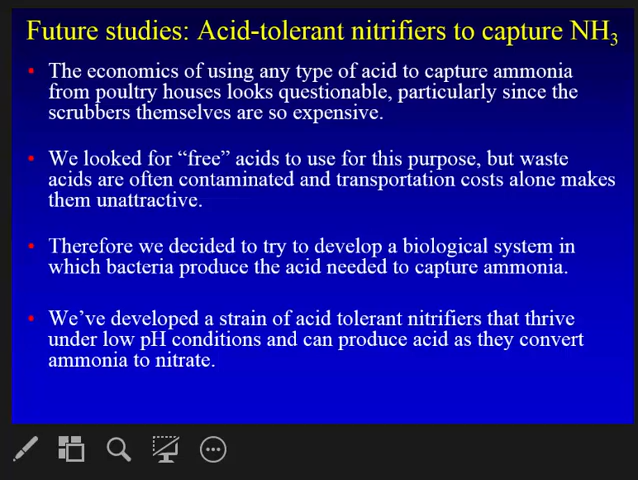 Future studies: Acid-tolerant nitrifiers to capture NH3
• The economics of using any type of acid to capture ammonia
from poultry houses looks questionable, particularly since the
scrubbers themselves are so expensive.
• We looked for “free” acids to use for this purpose, but waste
acids are often contaminated and transportation costs alone makes
them unattractive.
• Therefore we decided to try to develop a biological system in
which bacteria produce the acid needed to capture ammonia.
• We’ve developed a strain of acid tolerant nitrifiers that thrive
under low pH conditions and can produce acid as they convert
ammonia to nitrate.